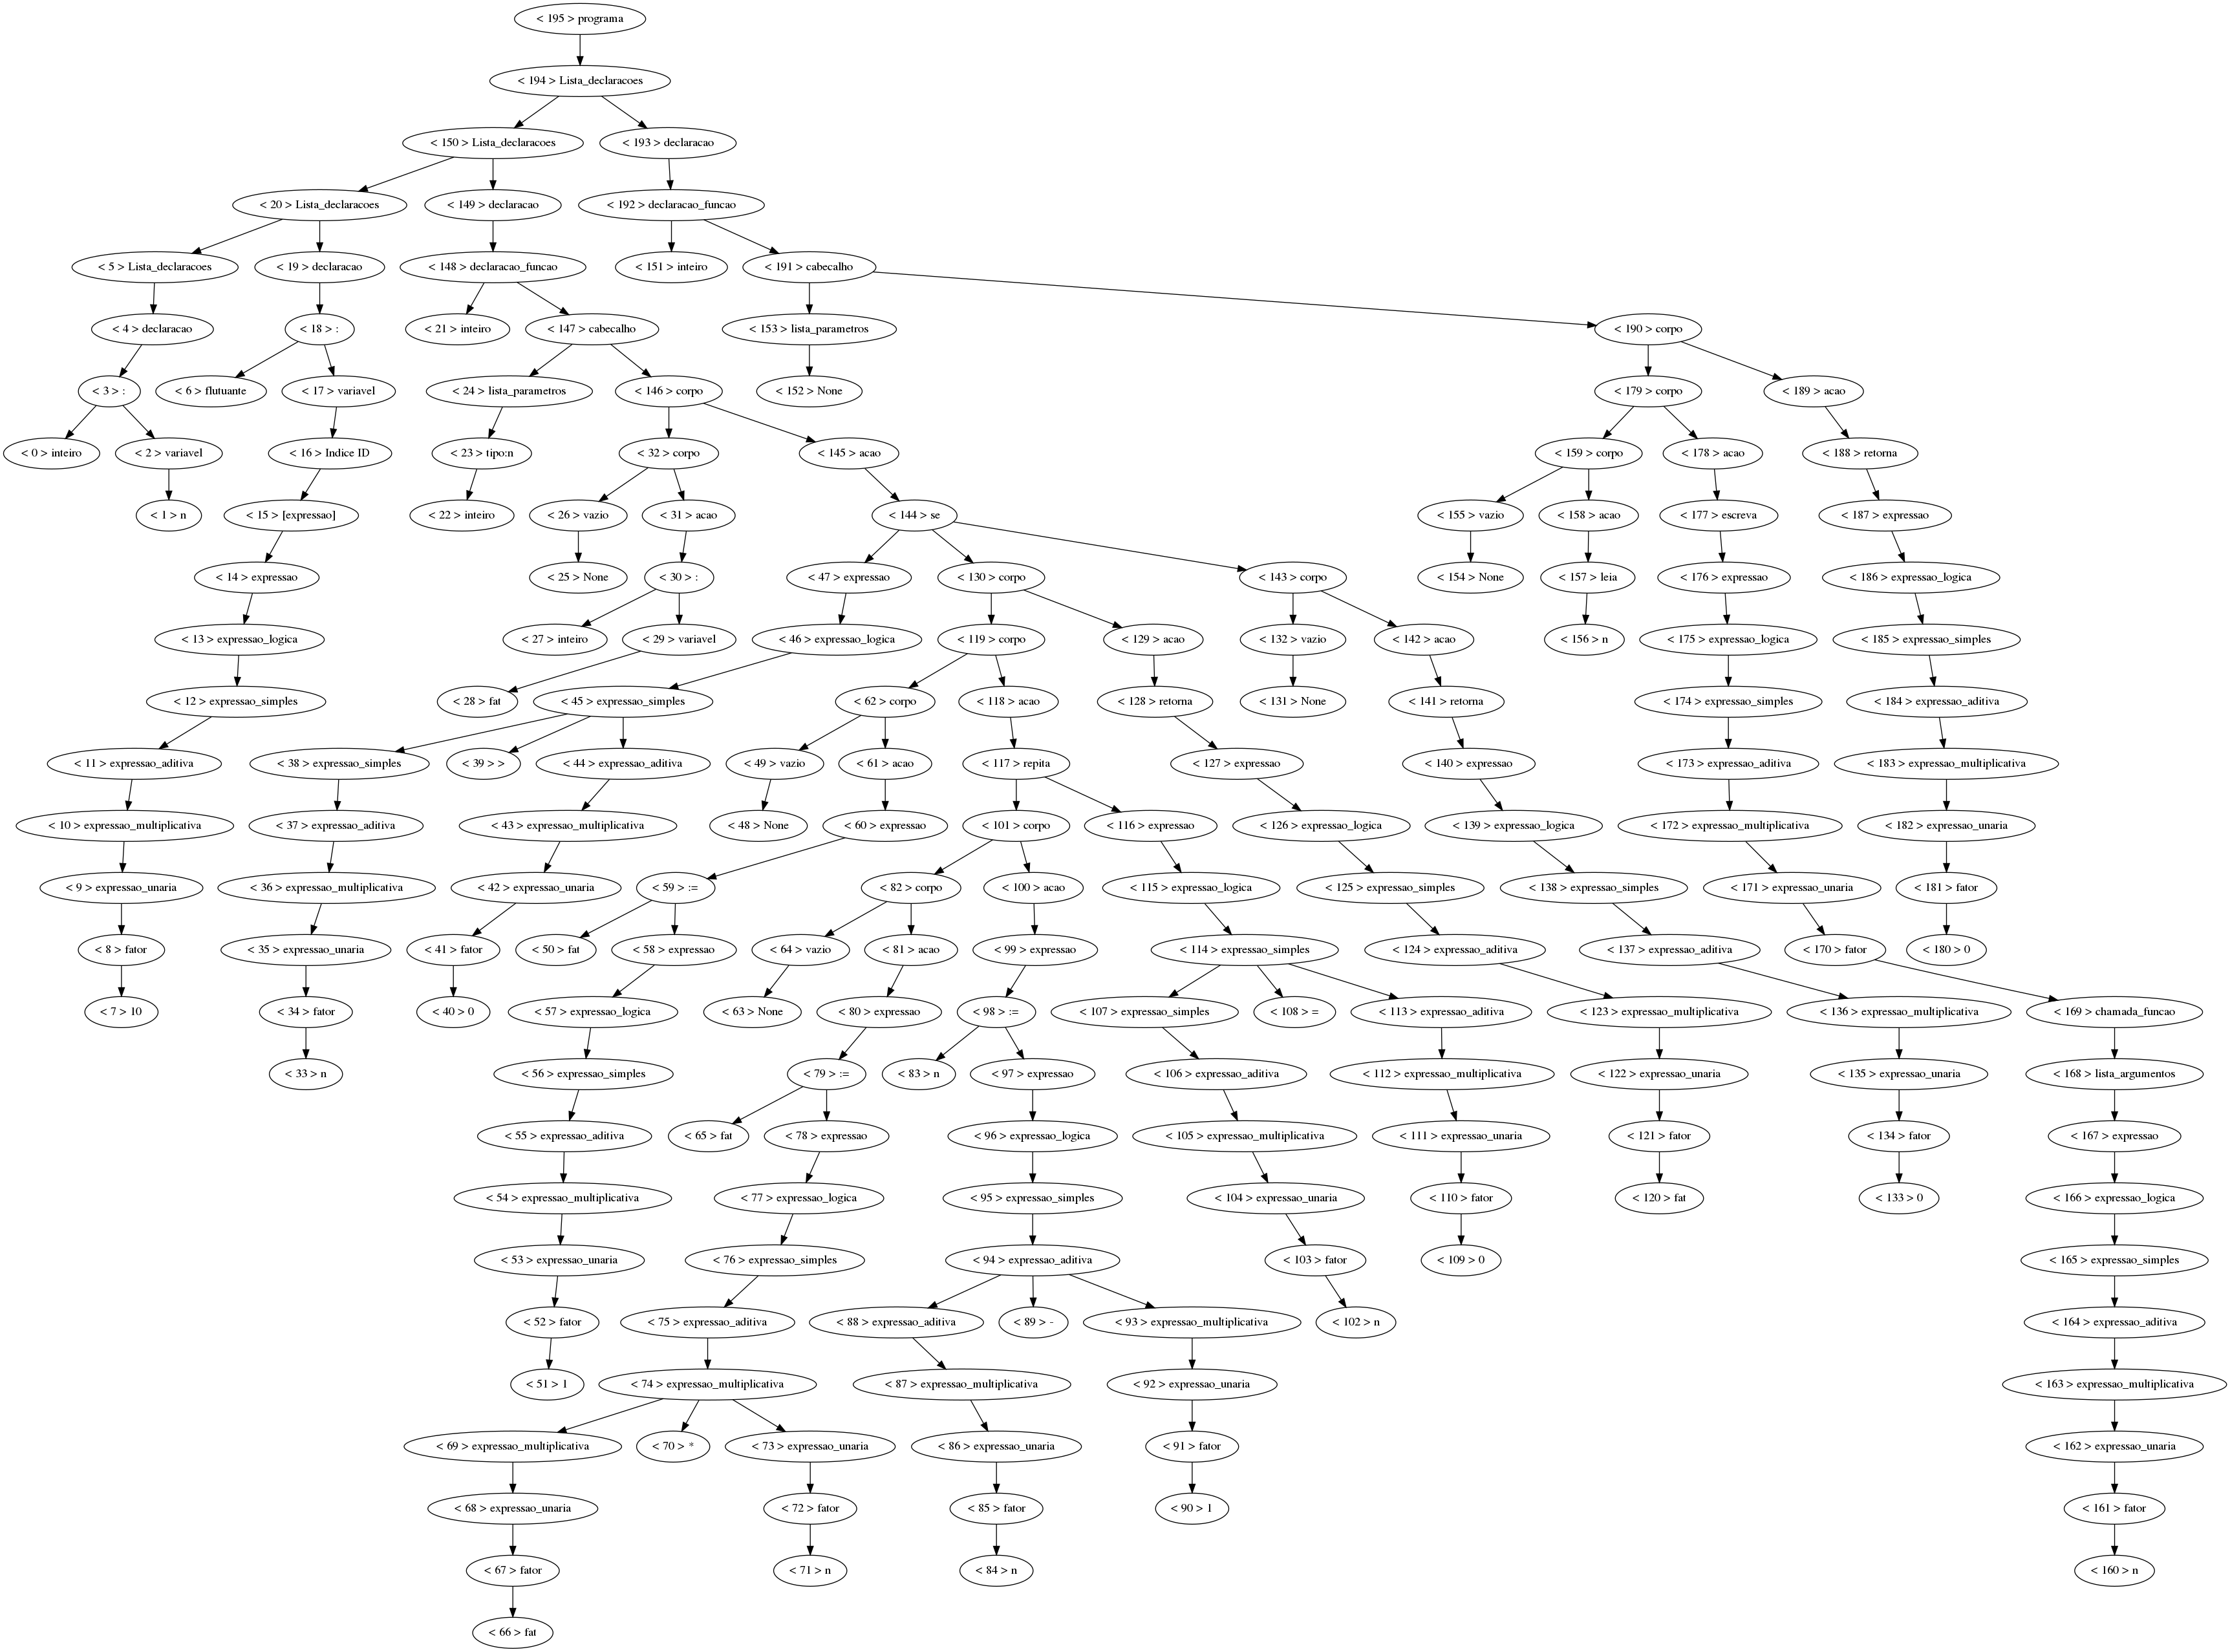 < 195 > programa
< 194 > Lista_declaracoes
< 150 > Lista_declaracoes
< 193 > declaracao
< 20 > Lista_declaracoes
< 149 > declaracao
< 192 > declaracao_funcao
< 5 > Lista_declaracoes
< 19 > declaracao
< 148 > declaracao_funcao
< 151 > inteiro
< 191 > cabecalho
< 4 > declaracao
< 18 > :
< 21 > inteiro
< 147 > cabecalho
< 153 > lista_parametros
< 190 > corpo
< 3 > :
< 6 > flutuante
< 17 > variavel
< 24 > lista_parametros
< 146 > corpo
< 152 > None
< 179 > corpo
< 189 > acao
< 0 > inteiro
< 2 > variavel
< 16 > Indice ID
< 23 > tipo:n
< 32 > corpo
< 145 > acao
< 159 > corpo
< 178 > acao
< 188 > retorna
< 1 > n
< 15 > [expressao]
< 22 > inteiro
< 26 > vazio
< 31 > acao
< 144 > se
< 155 > vazio
< 158 > acao
< 177 > escreva
< 187 > expressao
< 14 > expressao
< 25 > None
< 30 > :
< 47 > expressao
< 130 > corpo
< 143 > corpo
< 154 > None
< 157 > leia
< 176 > expressao
< 186 > expressao_logica
< 13 > expressao_logica
< 27 > inteiro
< 29 > variavel
< 46 > expressao_logica
< 119 > corpo
< 129 > acao
< 132 > vazio
< 142 > acao
< 156 > n
< 175 > expressao_logica
< 185 > expressao_simples
< 12 > expressao_simples
< 28 > fat
< 45 > expressao_simples
< 62 > corpo
< 118 > acao
< 128 > retorna
< 131 > None
< 141 > retorna
< 174 > expressao_simples
< 184 > expressao_aditiva
< 11 > expressao_aditiva
< 38 > expressao_simples
< 39 > >
< 44 > expressao_aditiva
< 49 > vazio
< 61 > acao
< 117 > repita
< 127 > expressao
< 140 > expressao
< 173 > expressao_aditiva
< 183 > expressao_multiplicativa
< 10 > expressao_multiplicativa
< 37 > expressao_aditiva
< 43 > expressao_multiplicativa
< 48 > None
< 60 > expressao
< 101 > corpo
< 116 > expressao
< 126 > expressao_logica
< 139 > expressao_logica
< 172 > expressao_multiplicativa
< 182 > expressao_unaria
< 9 > expressao_unaria
< 36 > expressao_multiplicativa
< 42 > expressao_unaria
< 59 > :=
< 82 > corpo
< 100 > acao
< 115 > expressao_logica
< 125 > expressao_simples
< 138 > expressao_simples
< 171 > expressao_unaria
< 181 > fator
< 8 > fator
< 35 > expressao_unaria
< 41 > fator
< 50 > fat
< 58 > expressao
< 64 > vazio
< 81 > acao
< 99 > expressao
< 114 > expressao_simples
< 124 > expressao_aditiva
< 137 > expressao_aditiva
< 170 > fator
< 180 > 0
< 7 > 10
< 34 > fator
< 40 > 0
< 57 > expressao_logica
< 63 > None
< 80 > expressao
< 98 > :=
< 107 > expressao_simples
< 108 > =
< 113 > expressao_aditiva
< 123 > expressao_multiplicativa
< 136 > expressao_multiplicativa
< 169 > chamada_funcao
< 33 > n
< 56 > expressao_simples
< 79 > :=
< 83 > n
< 97 > expressao
< 106 > expressao_aditiva
< 112 > expressao_multiplicativa
< 122 > expressao_unaria
< 135 > expressao_unaria
< 168 > lista_argumentos
< 55 > expressao_aditiva
< 65 > fat
< 78 > expressao
< 96 > expressao_logica
< 105 > expressao_multiplicativa
< 111 > expressao_unaria
< 121 > fator
< 134 > fator
< 167 > expressao
< 54 > expressao_multiplicativa
< 77 > expressao_logica
< 95 > expressao_simples
< 104 > expressao_unaria
< 110 > fator
< 120 > fat
< 133 > 0
< 166 > expressao_logica
< 53 > expressao_unaria
< 76 > expressao_simples
< 94 > expressao_aditiva
< 103 > fator
< 109 > 0
< 165 > expressao_simples
< 52 > fator
< 75 > expressao_aditiva
< 88 > expressao_aditiva
< 89 > -
< 93 > expressao_multiplicativa
< 102 > n
< 164 > expressao_aditiva
< 51 > 1
< 74 > expressao_multiplicativa
< 87 > expressao_multiplicativa
< 92 > expressao_unaria
< 163 > expressao_multiplicativa
< 69 > expressao_multiplicativa
< 70 > *
< 73 > expressao_unaria
< 86 > expressao_unaria
< 91 > fator
< 162 > expressao_unaria
< 68 > expressao_unaria
< 72 > fator
< 85 > fator
< 90 > 1
< 161 > fator
< 67 > fator
< 71 > n
< 84 > n
< 160 > n
< 66 > fat